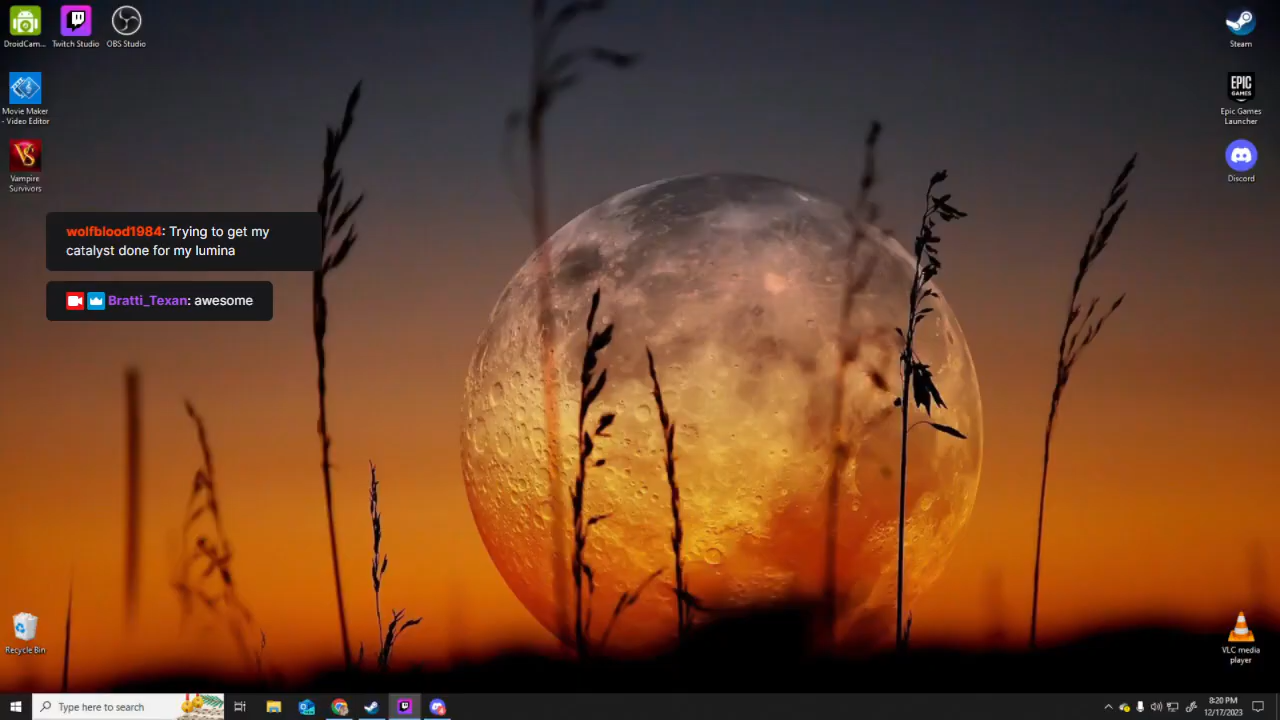 DroidCam...
Twitch Studio
OBS Studio
Steam
Movie Maker
- Video Editor
EPIC
GAMES
Epic Games
Launcher
VS
Vampire
Survivors
Discord
wolfblood1984: Trying to get my
catalyst done for my lumina
Bratti_Texan: awesome
Recycle Bin
VLC media
player
Type here to search
8:20 PM
12/17/2023